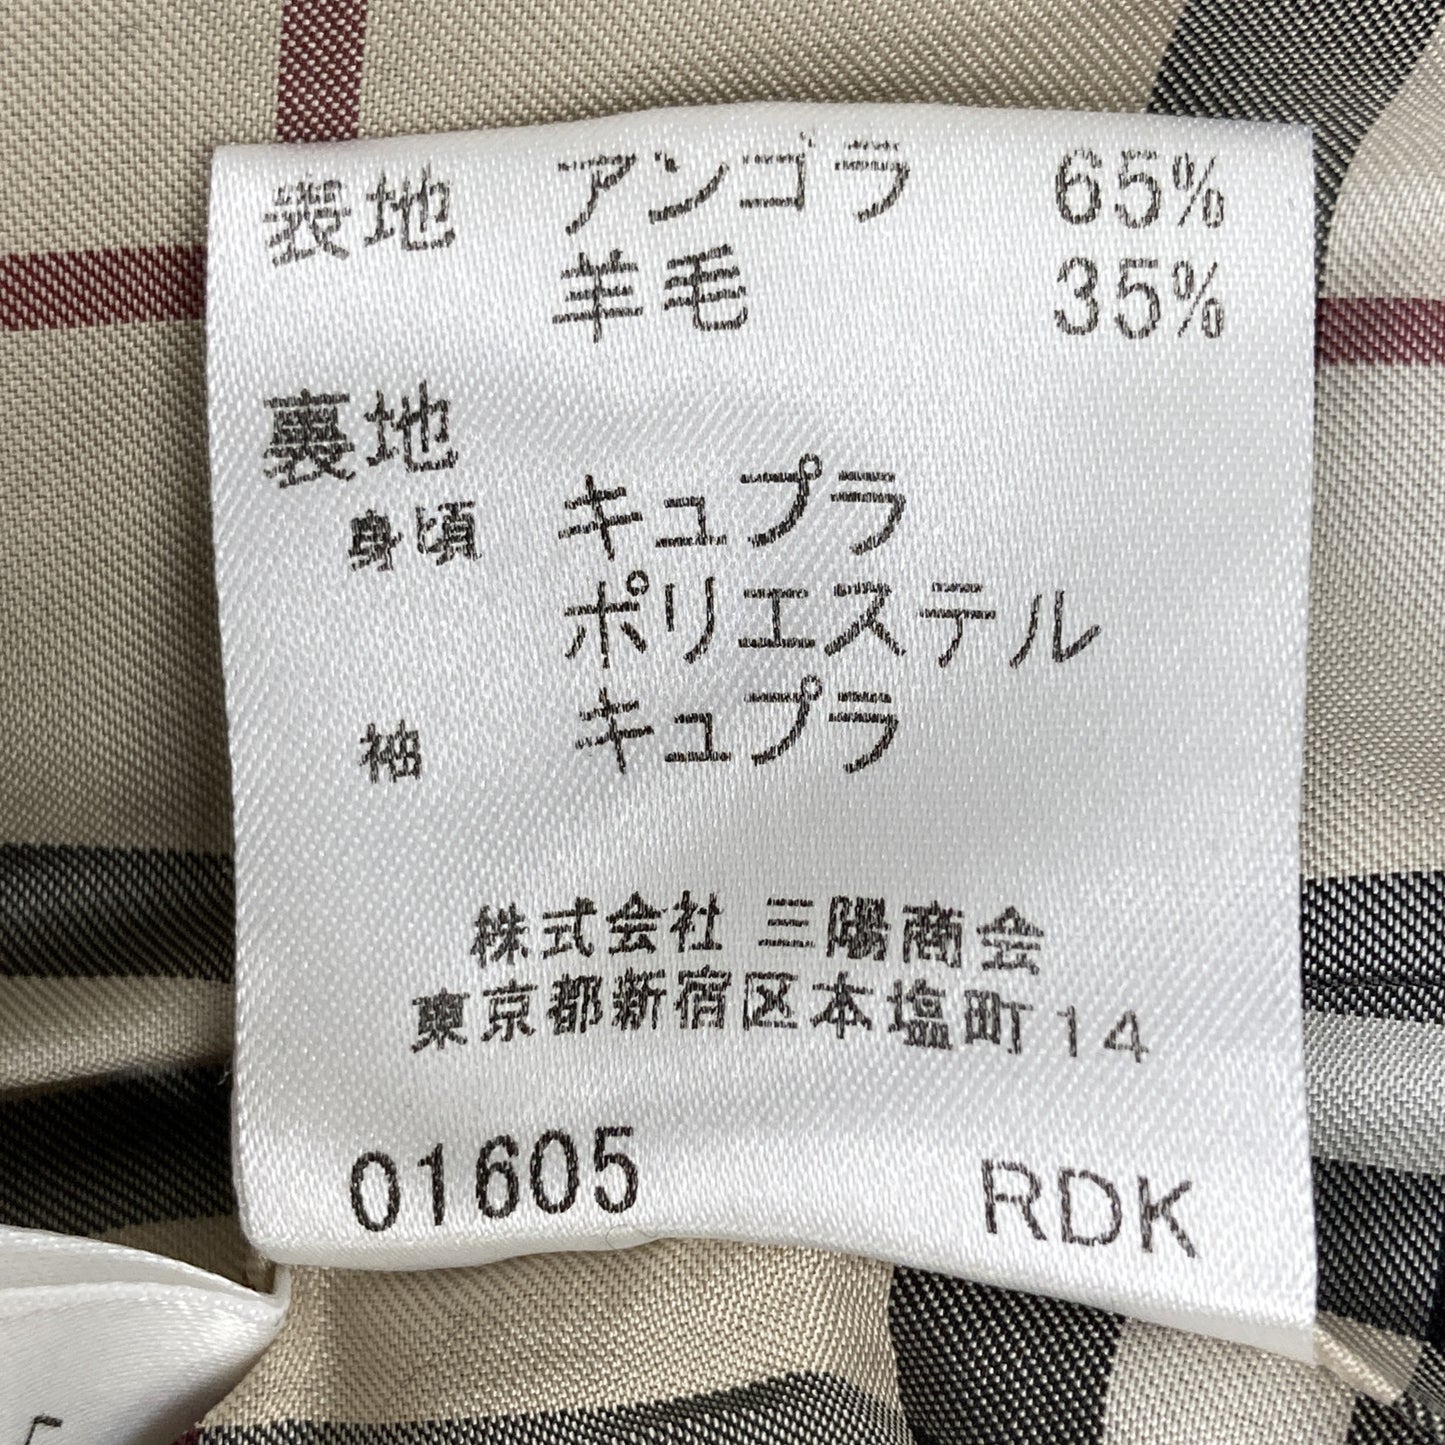 表地 アンゴラ 65%
羊毛 35%
裏地
身頃 キュプラ
ポリエステル
袖 キュプラ
株式会社 三陽商会
東京都新宿区本塩町14
01605 RDK